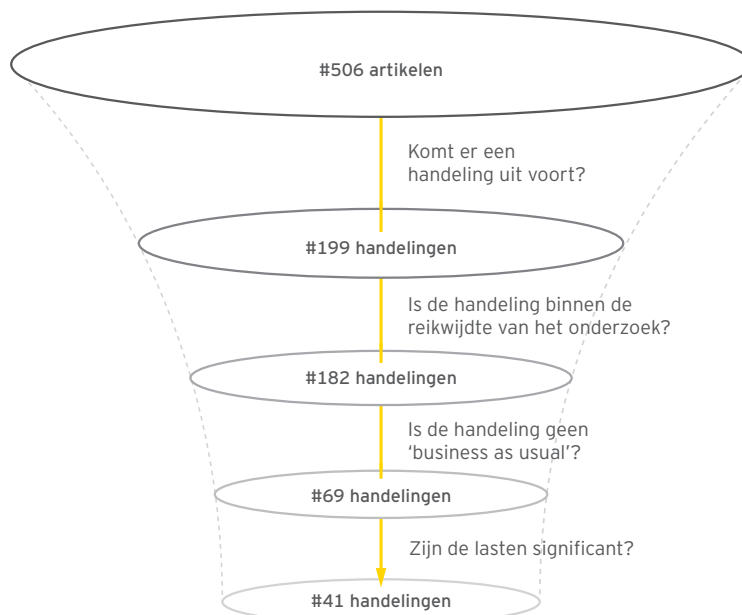 #506 artikelen
Komt er een
handeling uit voort?
#199 handelingen
Is de handeling binnen de
reikwijdte van het onderzoek?
#182 handelingen
Is de handeling geen
‘business as usual’?
#69 handelingen
Zijn de lasten significant?
#41 handelingen